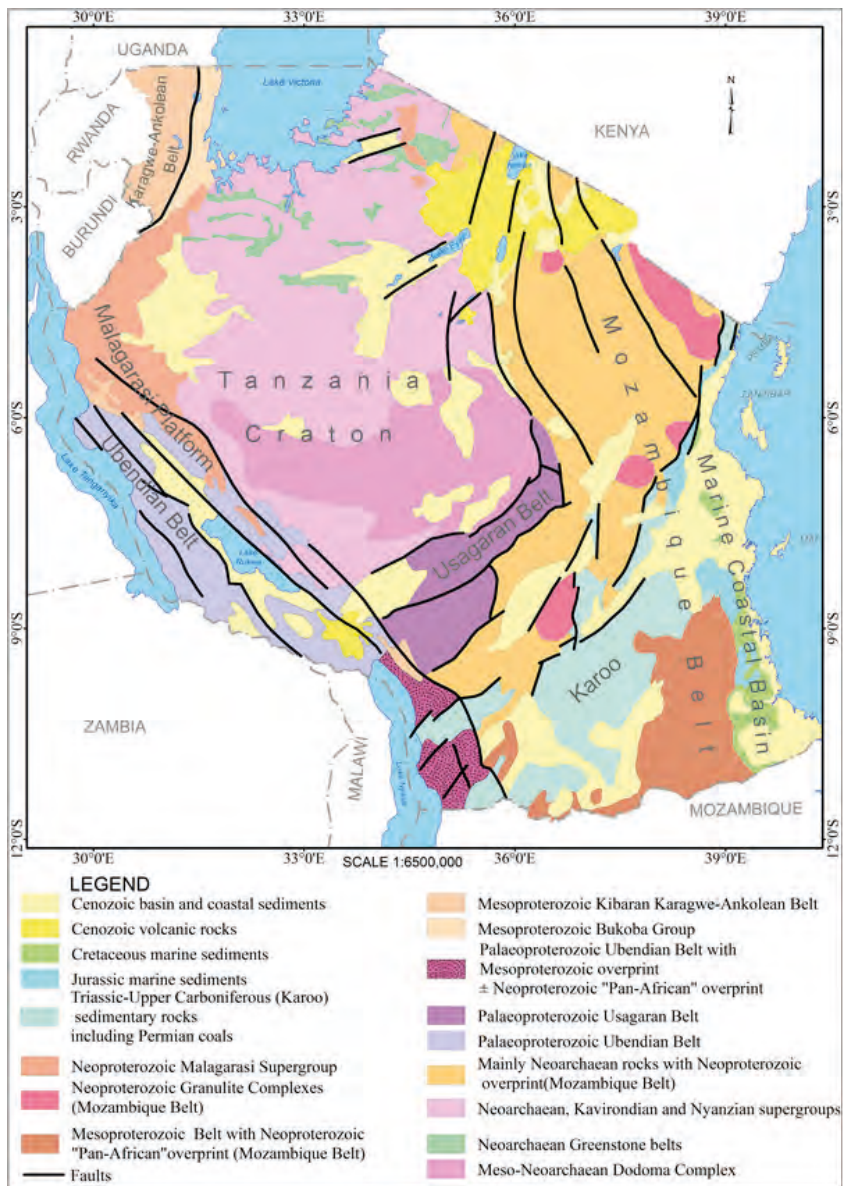 30°0'E 33°0'E 36°0'E 39°0'E
UGANDA
Lake Victoria
N
KENYA
RWANDA
Karagwe-Ankolean
Belt
BURUNDI
3°0'S 3°0'S
Lake Eyasi
Malagarasi Platform
Mozambique
Tanzania
Craton
PEMBA
ZANZIBAR
6°0'S 6°0'S
Ubendian Belt
Lake Tanganyika
Lake
Rukwa
Usagaran Belt
Marine Coastal Basin
9°0'S 9°0'S
Karoo
Belt
ZAMBIA
MALAWI
Lake Nyasa
MOZAMBIQUE
12°0'S 12°0'S
30°0'E 33°0'E 36°0'E 39°0'E
SCALE 1:6500,000
LEGEND
Cenozoic basin and coastal sediments
Cenozoic volcanic rocks
Cretaceous marine sediments
Jurassic marine sediments
Triassic-Upper Carboniferous (Karoo)
sedimentary rocks
including Permian coals
Neoproterozoic Malagarasi Supergroup
Neoproterozoic Granulite Complexes
(Mozambique Belt)
Mesoproterozoic Belt with Neoproterozoic
"Pan-African"overprint (Mozambique Belt)
Faults
Mesoproterozoic Kibaran Karagwe-Ankolean Belt
Mesoproterozoic Bukoba Group
Palaeoproterozoic Ubendian Belt with
Mesoproterozoic overprint
± Neoproterozoic "Pan-African" overprint
Palaeoproterozoic Usagaran Belt
Palaeoproterozoic Ubendian Belt
Mainly Neoarchaean rocks with Neoproterozoic
overprint(Mozambique Belt)
Neoarchaean, Kavirondian and Nyanzian supergroups
Neoarchaean Greenstone belts
Meso-Neoarchaean Dodoma Complex